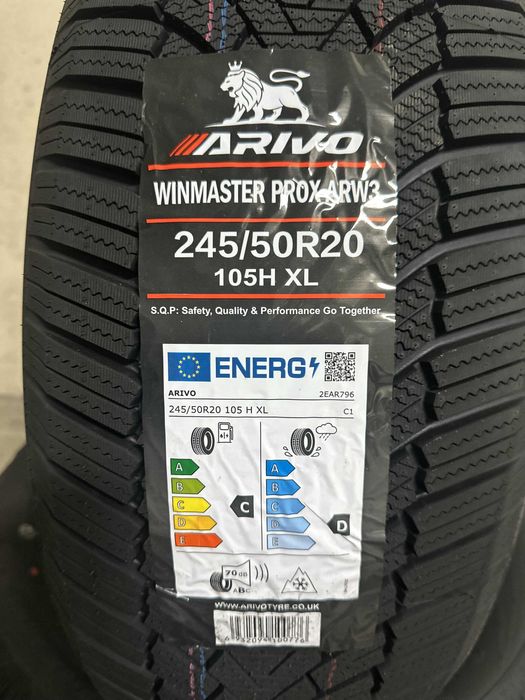 ARIVO
WINMASTER PROX ARW3
245/50R20
105H XL
S.Q.P: Safety, Quality & Performance Go Together
ENERG
ARIVO 2EAR796
245/50R20 105 H XL C1
A A
B B
C C C
D D D
E E
70 dB
ABC
WWW.ARIVOTYRE.CO.UK